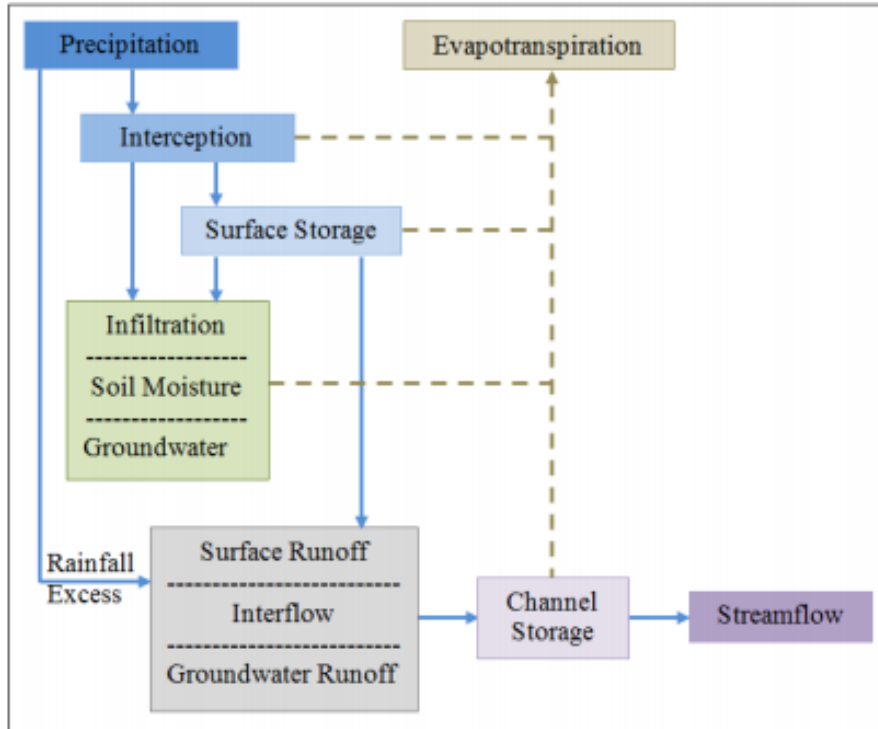 Precipitation
Evapotranspiration
Interception
Surface Storage
Infiltration
Soil Moisture
Groundwater
Rainfall
Excess
Surface Runoff
Interflow
Groundwater Runoff
Channel
Storage
Streamflow